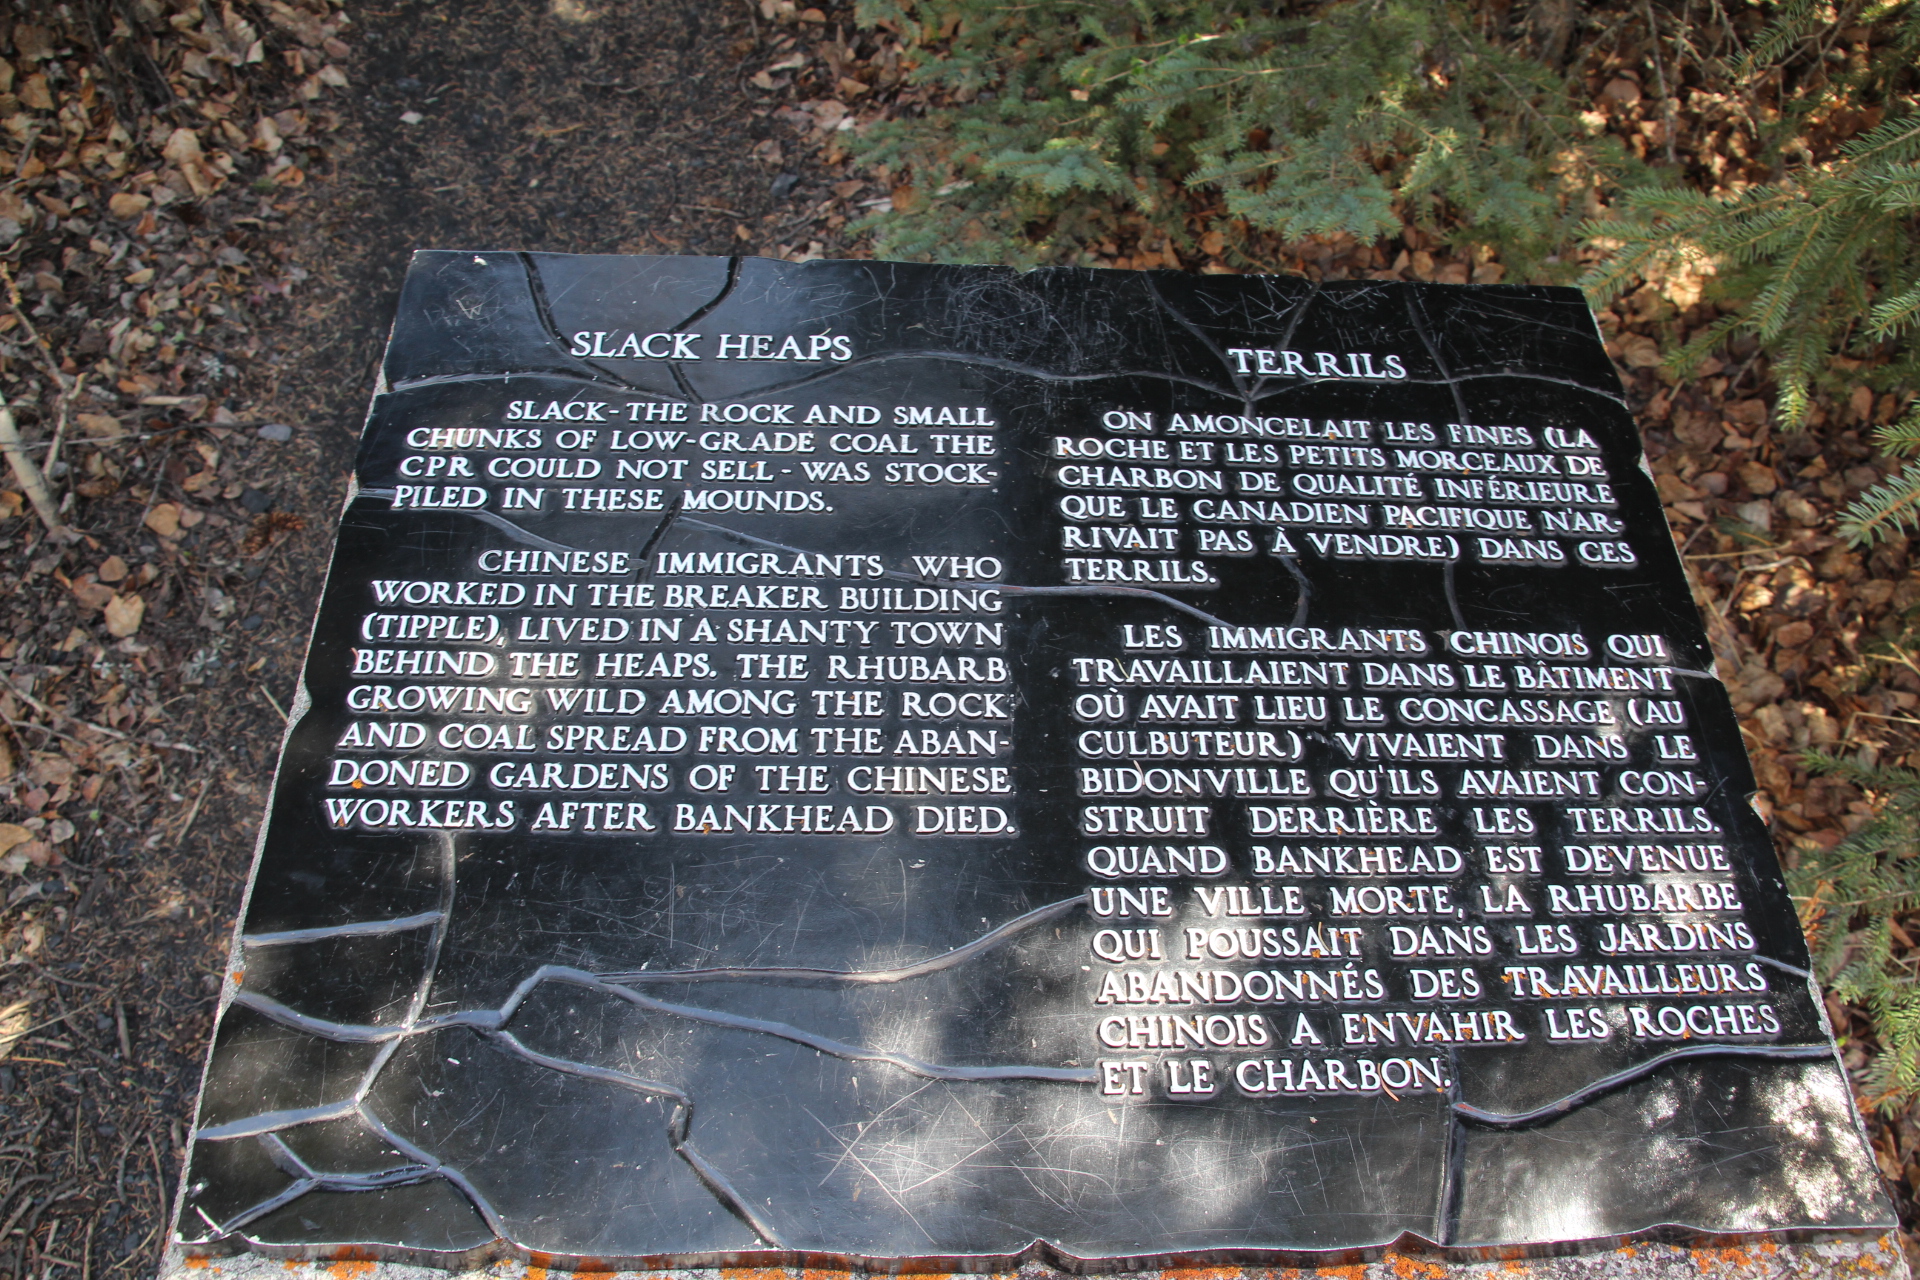 SLACK HEAPS
SLACK - THE ROCK AND SMALL
CHUNKS OF LOW-GRADE COAL THE
CPR COULD NOT SELL - WAS STOCK-
PILED IN THESE MOUNDS.
CHINESE IMMIGRANTS WHO
WORKED IN THE BREAKER BUILDING
(TIPPLE), LIVED IN A SHANTY TOWN
BEHIND THE HEAPS. THE RHUBARB
GROWING WILD AMONG THE ROCK
AND COAL SPREAD FROM THE ABAN-
DONED GARDENS OF THE CHINESE
WORKERS AFTER BANKHEAD DIED.
TERRILS
ON AMONCELAIT LES FINES (LA
ROCHE ET LES PETITS MORCEAUX DE
CHARBON DE QUALITÉ INFÉRIEURE
QUE LE CANADIEN PACIFIQUE N'AR-
RIVAIT PAS À VENDRE) DANS CES
TERRILS.
LES IMMIGRANTS CHINOIS QUI
TRAVAILLAIENT DANS LE BÂTIMENT
OÙ AVAIT LIEU LE CONCASSAGE (AU
CULBUTEUR) VIVAIENT DANS LE
BIDONVILLE QU'ILS AVAIENT CON-
STRUIT DERRIÈRE LES TERRILS.
QUAND BANKHEAD EST DEVENUE
UNE VILLE MORTE, LA RHUBARBE
QUI POUSSAIT DANS LES JARDINS
ABANDONNÉS DES TRAVAILLEURS
CHINOIS A ENVAHIR LES ROCHES
ET LE CHARBON.